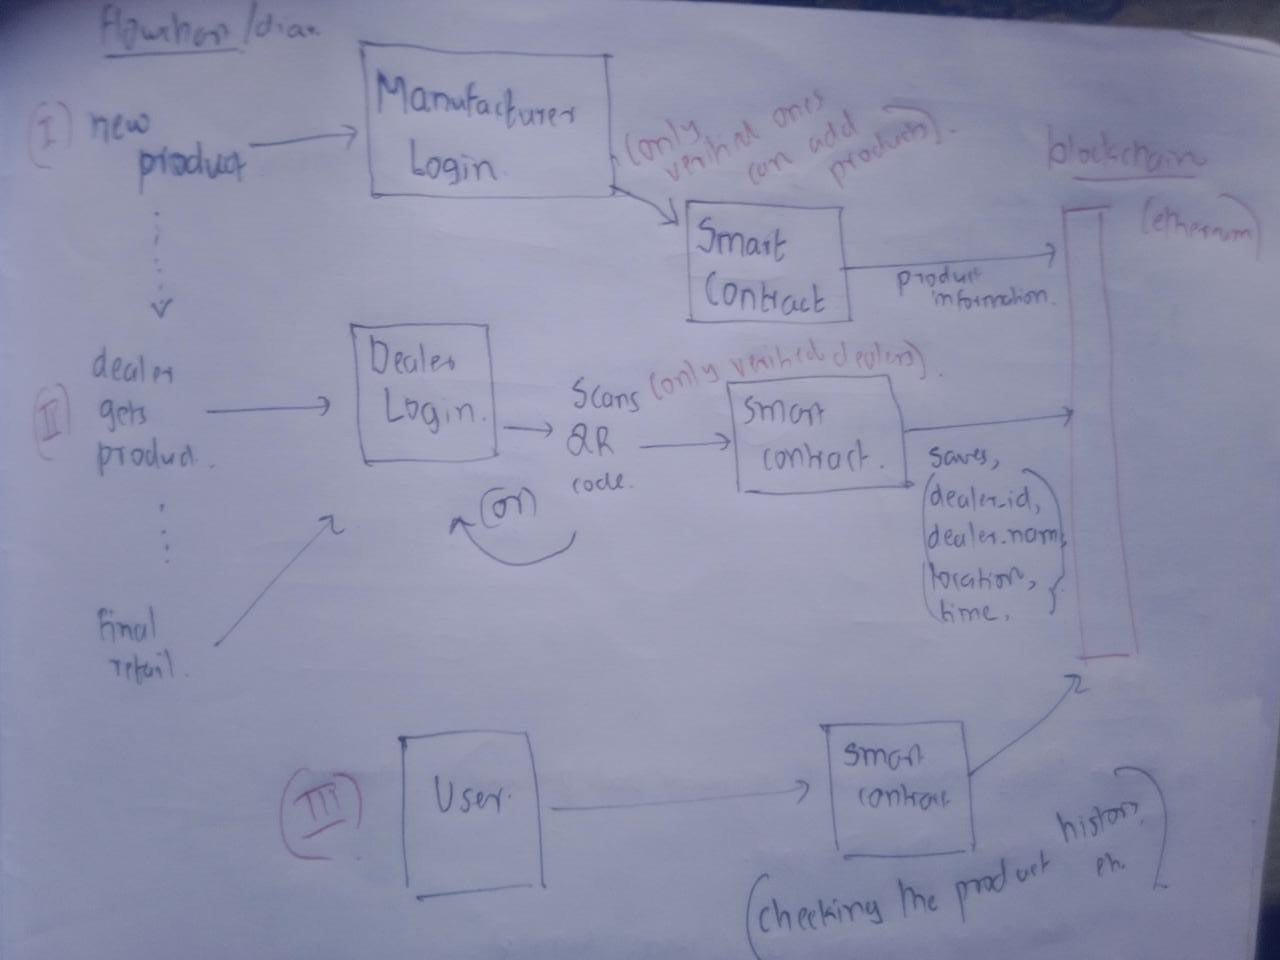 flowchart/diag
(I) new
product
Manufacturer
Login
(only
verified ones
can add
products).
Smart
Contract
product
information.
blockchain
(ethereum)
(II) dealer
gets
product.
Dealer
Login.
Scans
QR
code.
(or)
(only verified dealers).
smart
contract.
saves,
dealer_id,
dealer.name,
location,
time,
final
retail.
(III)
User.
smart
contract
(checking the product history